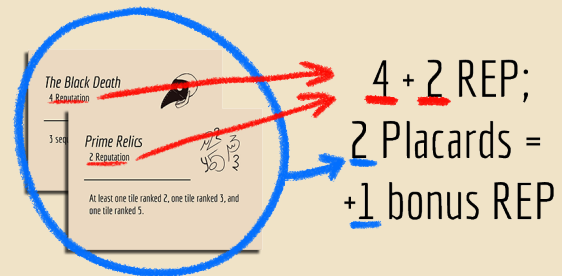 The Black Death
4 Reputation
3 seq
Prime Relics
2 Reputation
At least one tile ranked 2, one tile ranked 3, and
one tile ranked 5.
4 + 2 REP;
2 Placards =
+1 bonus REP